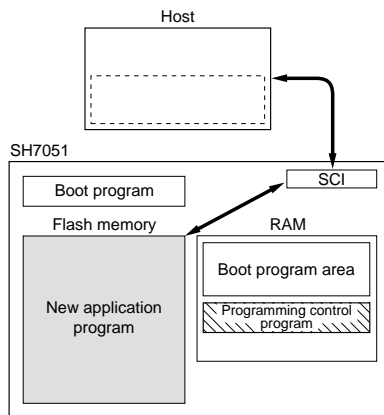 Host
SH7051
SCI
Boot program
Flash memory
RAM
Boot program area
New application
program
Programming control
program